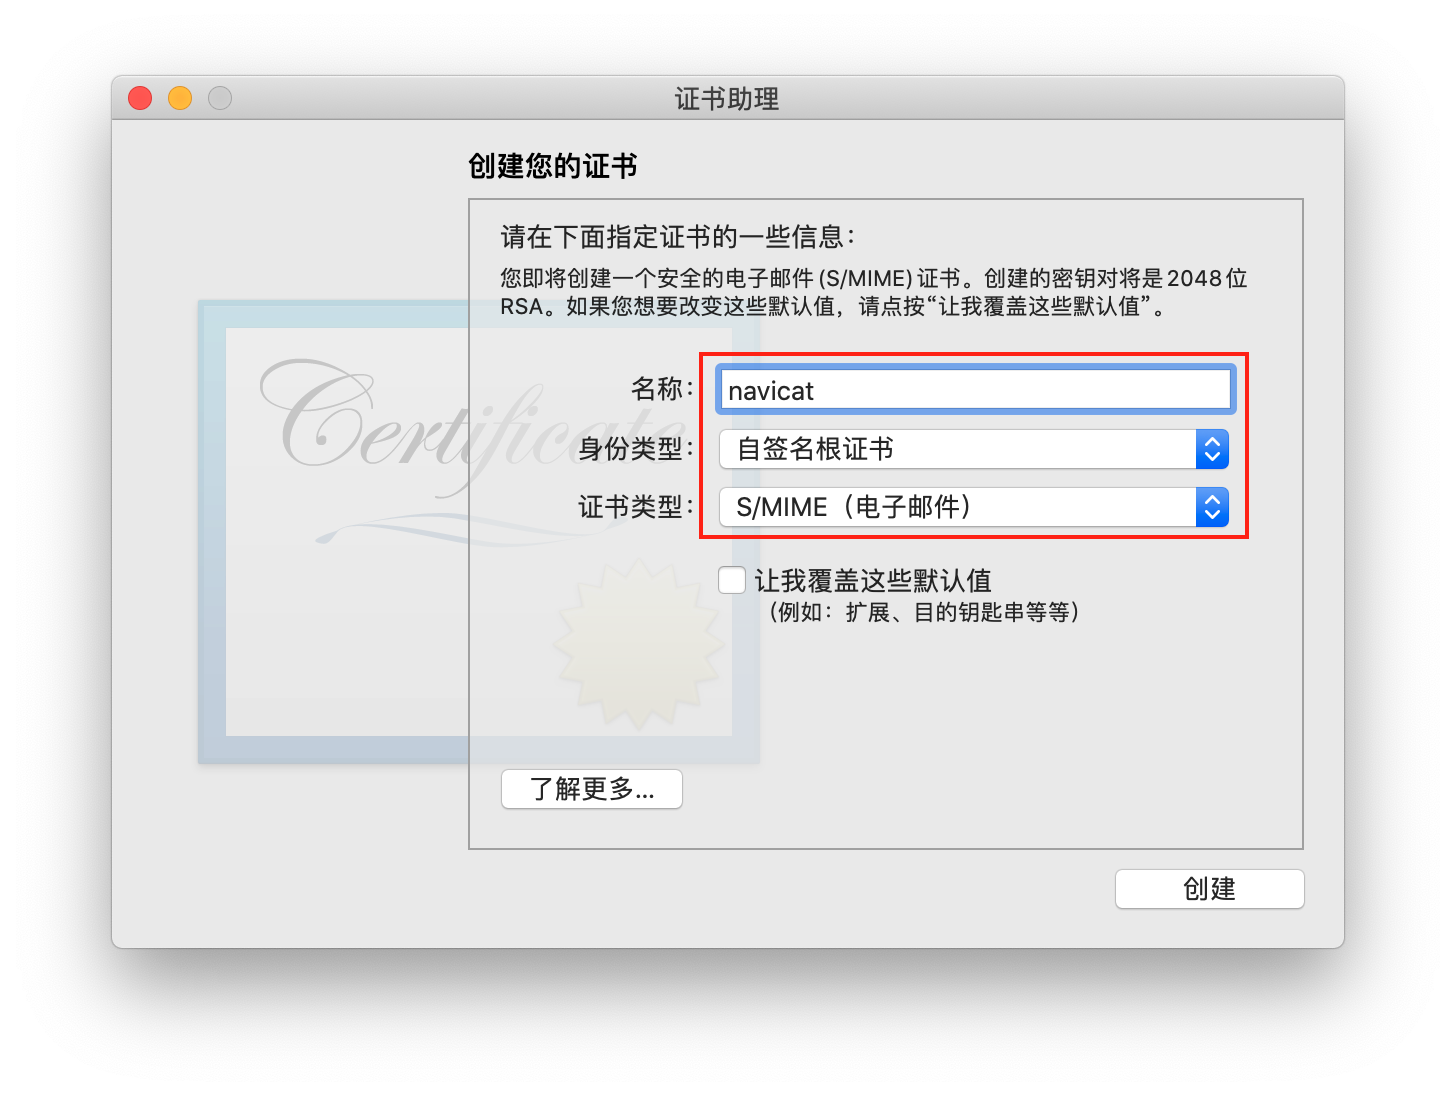 证书助理
创建您的证书
请在下面指定证书的一些信息：
您即将创建一个安全的电子邮件 (S/MIME) 证书。创建的密钥对将是 2048 位
RSA。如果您想要改变这些默认值，请点按“让我覆盖这些默认值”。
Certificate
名称： navicat
身份类型： 自签名根证书
证书类型： S/MIME（电子邮件）
让我覆盖这些默认值
（例如：扩展、目的钥匙串等等）
了解更多...
创建